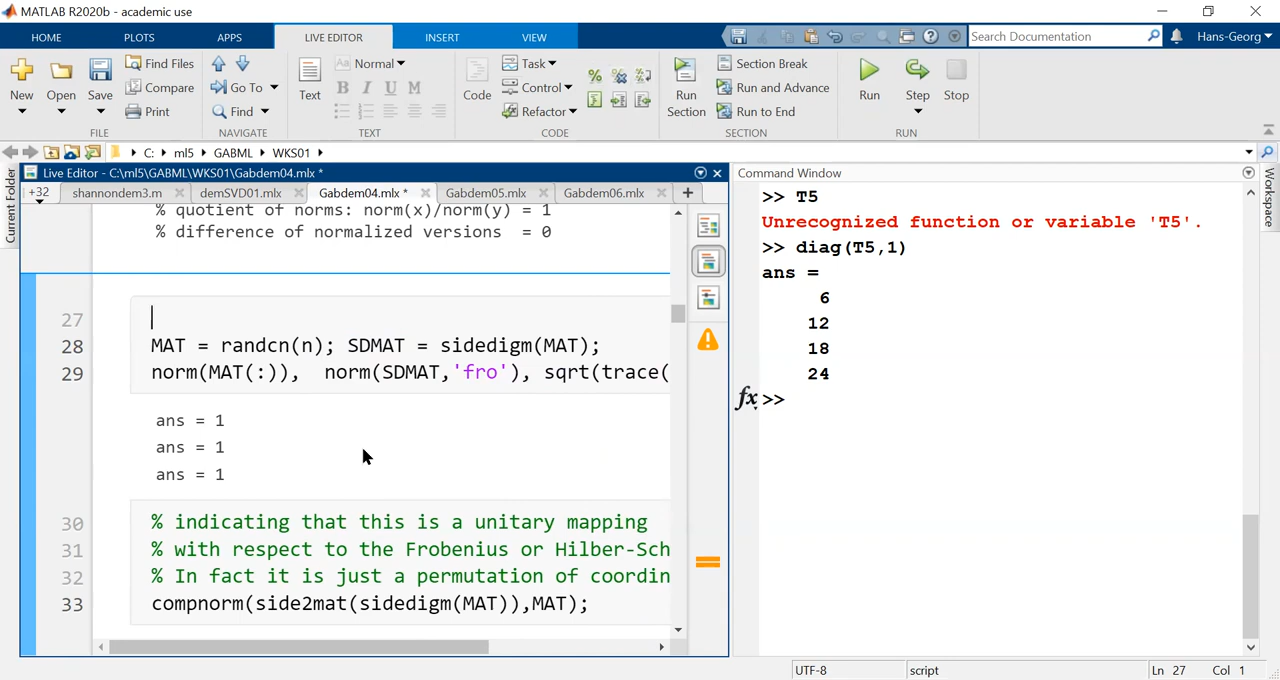 MATLAB R2020b - academic use
HOME PLOTS APPS LIVE EDITOR INSERT VIEW Search Documentation Hans-Georg
New Open Save Find Files Compare Print
FILE
Go To Find
NAVIGATE
Text Aa Normal B I U M
TEXT
Code Task Control Refactor
CODE
Run Section Section Break Run and Advance Run to End
SECTION
Run Step Stop
RUN
C: ml5 GABML WKS01
Current Folder
Live Editor - C:\ml5\GABML\WKS01\Gabdem04.mlx *
+32 shannondem3.m demSVD01.mlx Gabdem04.mlx * Gabdem05.mlx Gabdem06.mlx
% quotient of norms: norm(x)/norm(y) = 1
% difference of normalized versions = 0
27
28 MAT = randcn(n); SDMAT = sidedigm(MAT);
29 norm(MAT(:)), norm(SDMAT,'fro'), sqrt(trace(
ans = 1
ans = 1
ans = 1
30 % indicating that this is a unitary mapping
31 % with respect to the Frobenius or Hilber-Sch
32 % In fact it is just a permutation of coordin
33 compnorm(side2mat(sidedigm(MAT)),MAT);
Command Window
>> T5
Unrecognized function or variable 'T5'.
>> diag(T5,1)
ans =
6
12
18
24
fx >>
Workspace
UTF-8 script Ln 27 Col 1